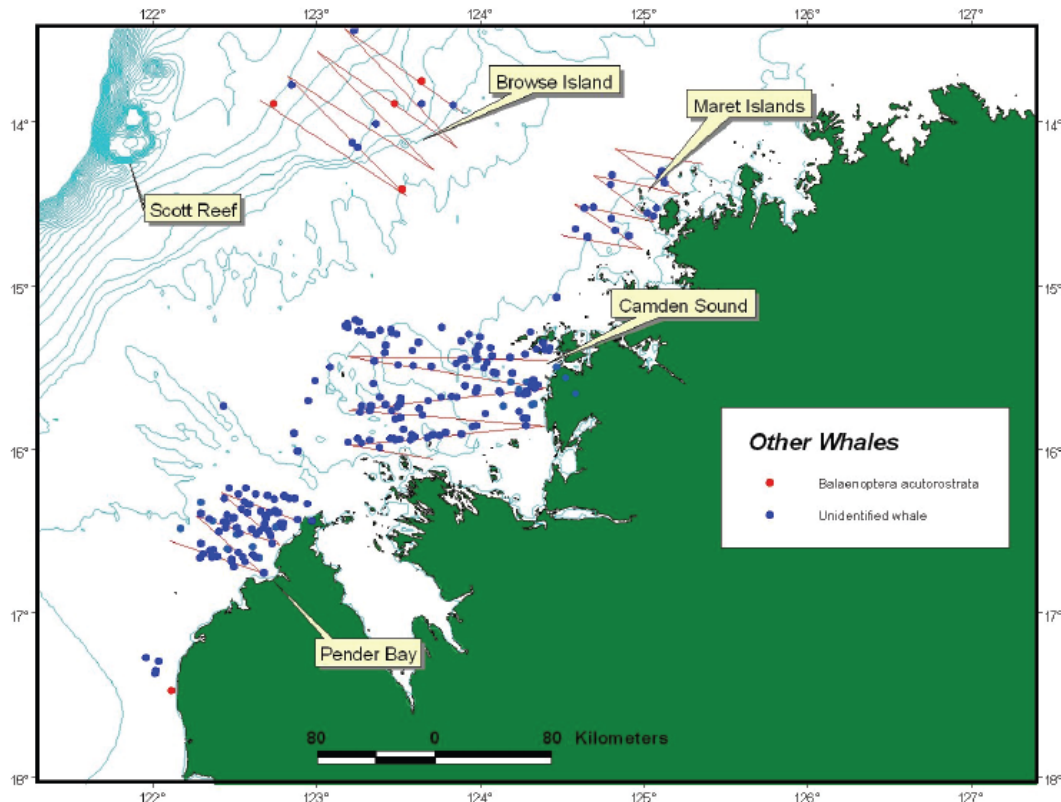 122° 123° 124° 125° 126° 127°
Browse Island
Maret Islands
14° 14°
Scott Reef
15° 15°
Camden Sound
Other Whales
16° 16°
Balaenoptera acutorostrata
Unidentified whale
17° 17°
Pender Bay
80 0 80 Kilometers
18° 18°
122° 123° 124° 125° 126° 127°